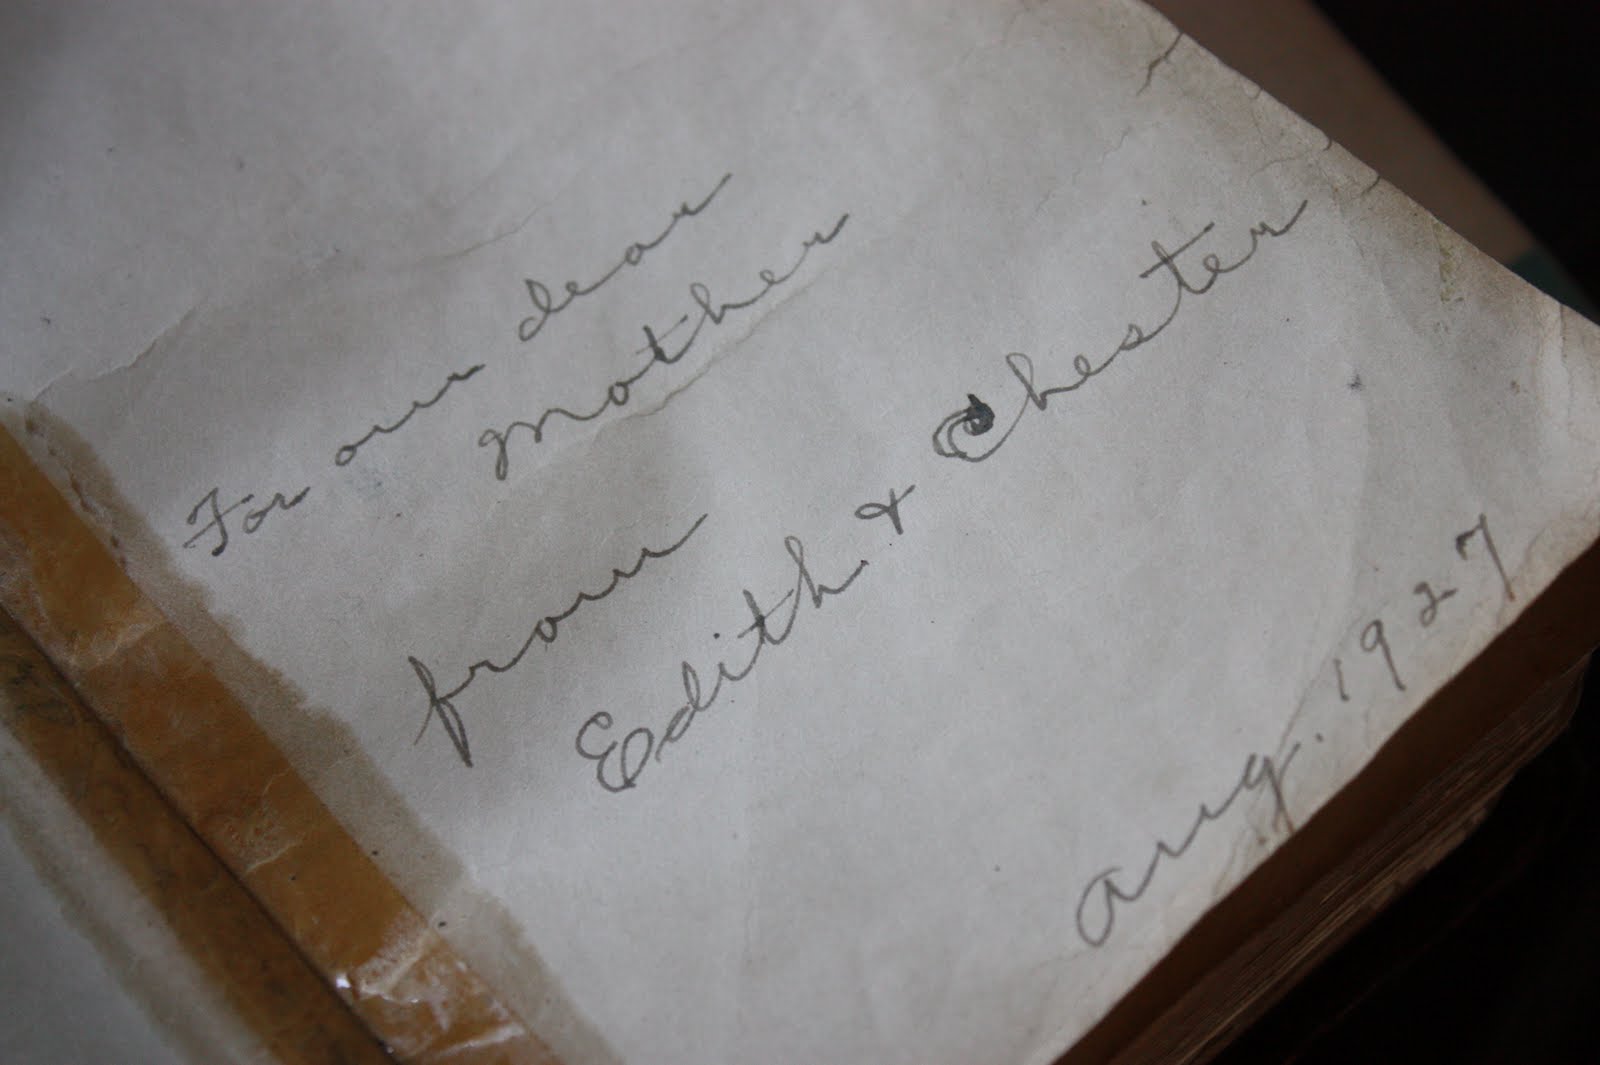 For our dear
mother
from
Edith & Chester
Aug. 1927